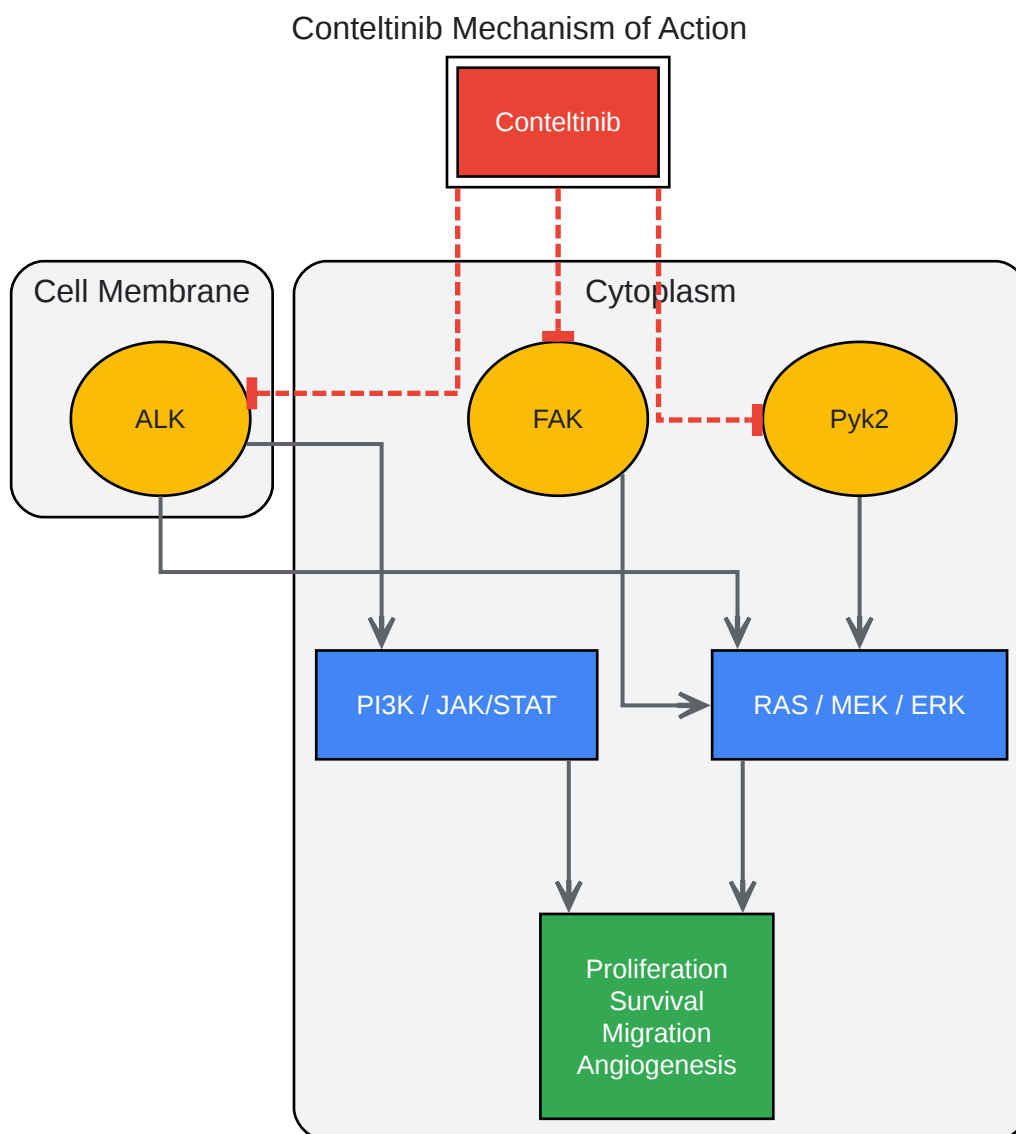 Conteltinib Mechanism of Action
Conteltinib
Cell Membrane
Cytoplasm
ALK
FAK
Pyk2
PI3K / JAK/STAT
RAS / MEK / ERK
Proliferation
Survival
Migration
Angiogenesis